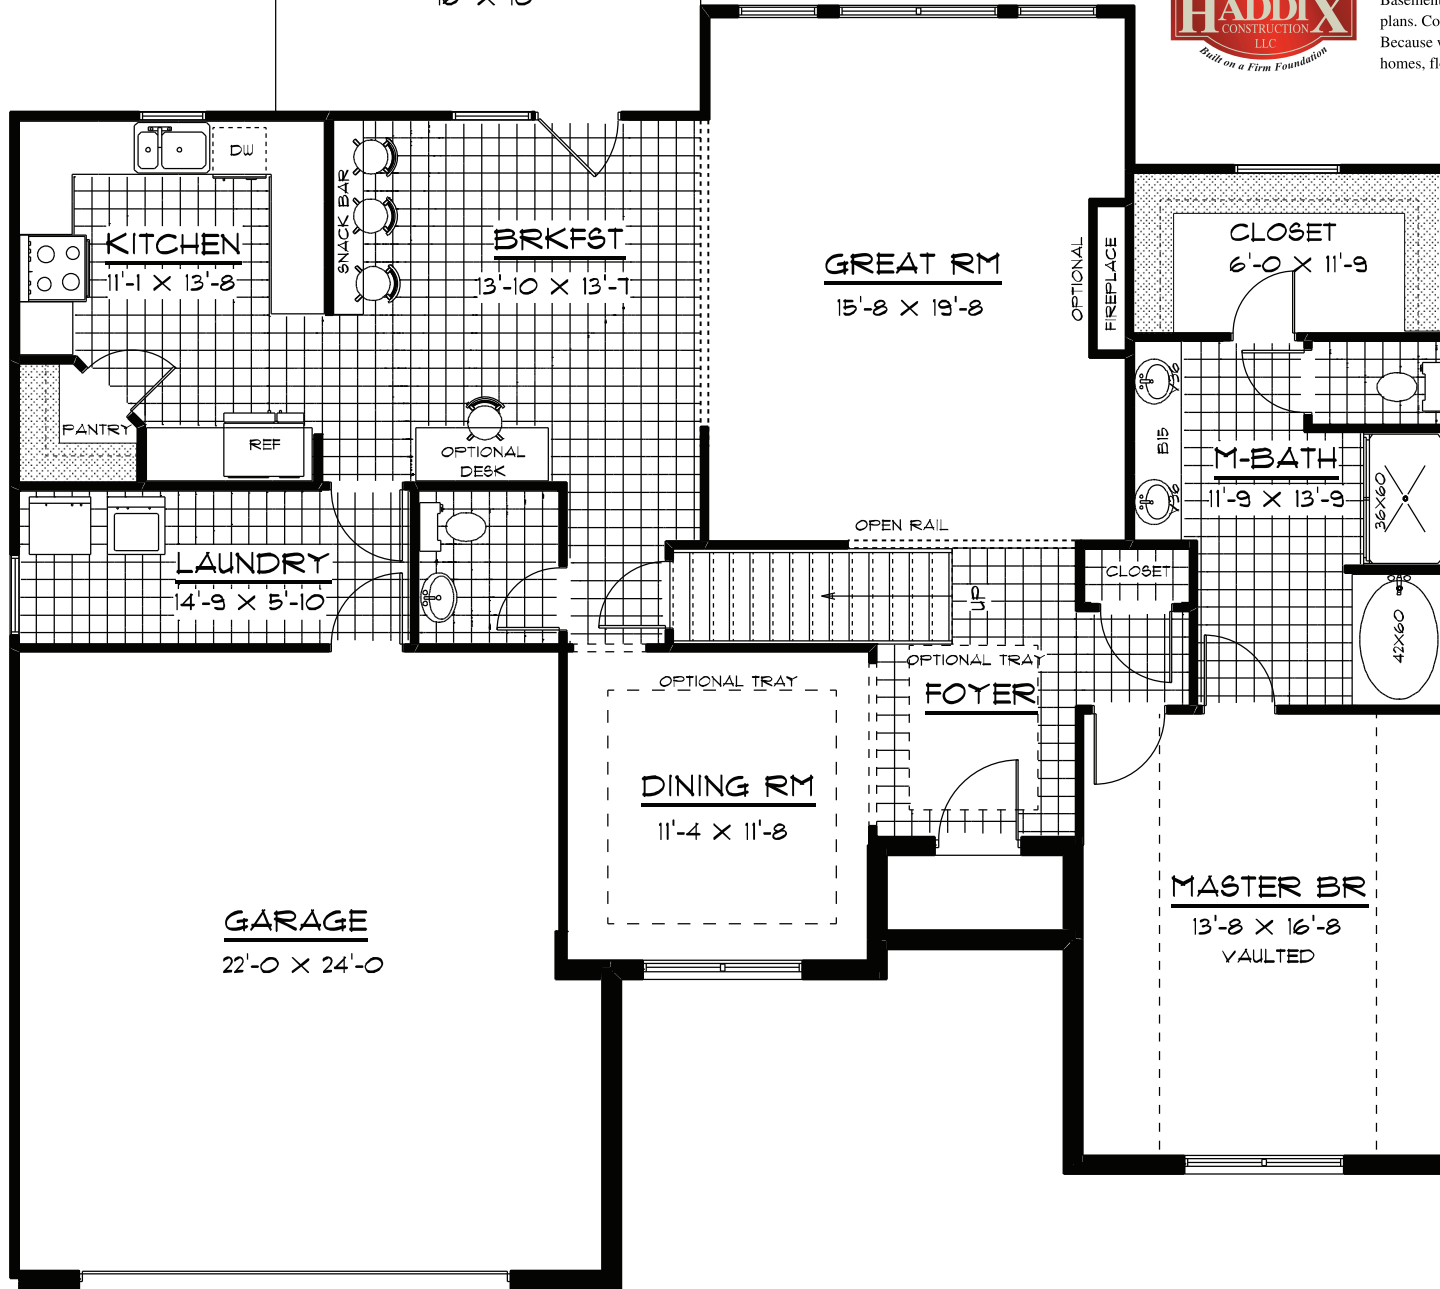 HADDIX
CONSTRUCTION
LLC
Built on a Firm Foundation
plans. Co
Because
homes, fl
DW
SNACK BAR
KITCHEN
11'-1 X 13'-8
BRKFST
13'-10 X 13'-7
GREAT RM
15'-8 X 19'-8
OPTIONAL
FIREPLACE
CLOSET
6'-0 X 11'-9
PANTRY
REF
OPTIONAL
DESK
V36
B15
V36
M-BATH
11'-9 X 13'-9
36X60
OPEN RAIL
LAUNDRY
14'-9 X 5'-10
UP
CLOSET
42X60
OPTIONAL TRAY
OPTIONAL TRAY
FOYER
DINING RM
11'-4 X 11'-8
MASTER BR
13'-8 X 16'-8
VAULTED
GARAGE
22'-0 X 24'-0